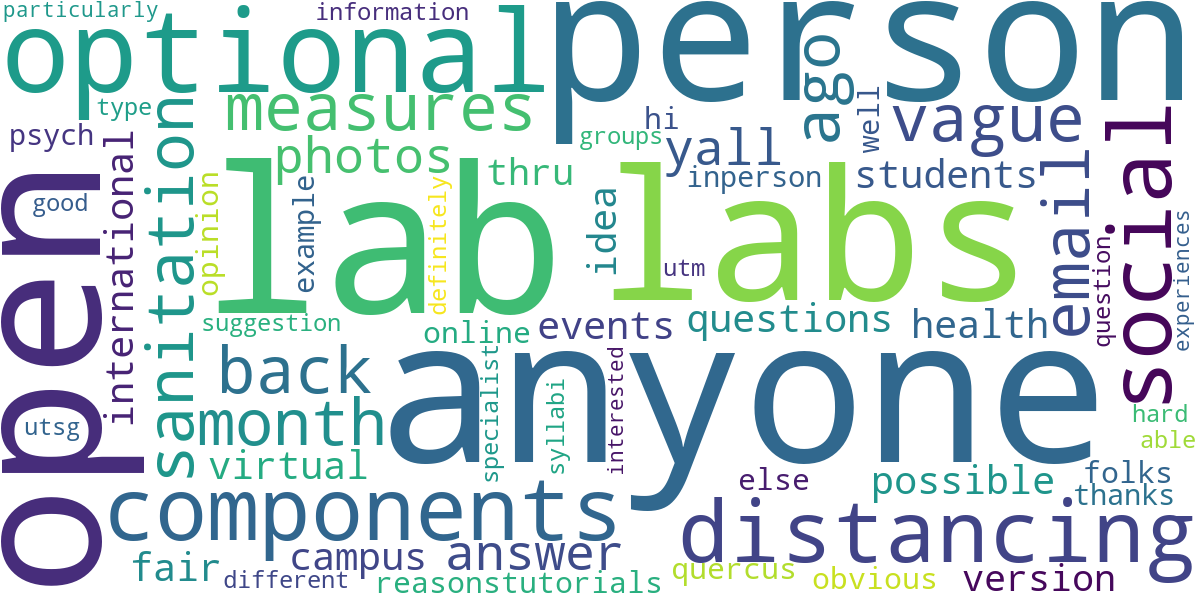 particularly
information
optional
person
type
measures
ago
well
vague
social
psych
international
sanitation
photos
groups
hi
yall
thru
inperson
students
email
open
good
opinion
example
definitely
lab
labs
idea
utm
question
experiences
suggestion
online
events
questions
health
back
anyone
month
specialist
syllabi
interested
utsg
virtual
components
else
possible
hard
able
folks
thanks
distancing
fair
campus
answer
different
reasonstutorials
quercus
obvious
version